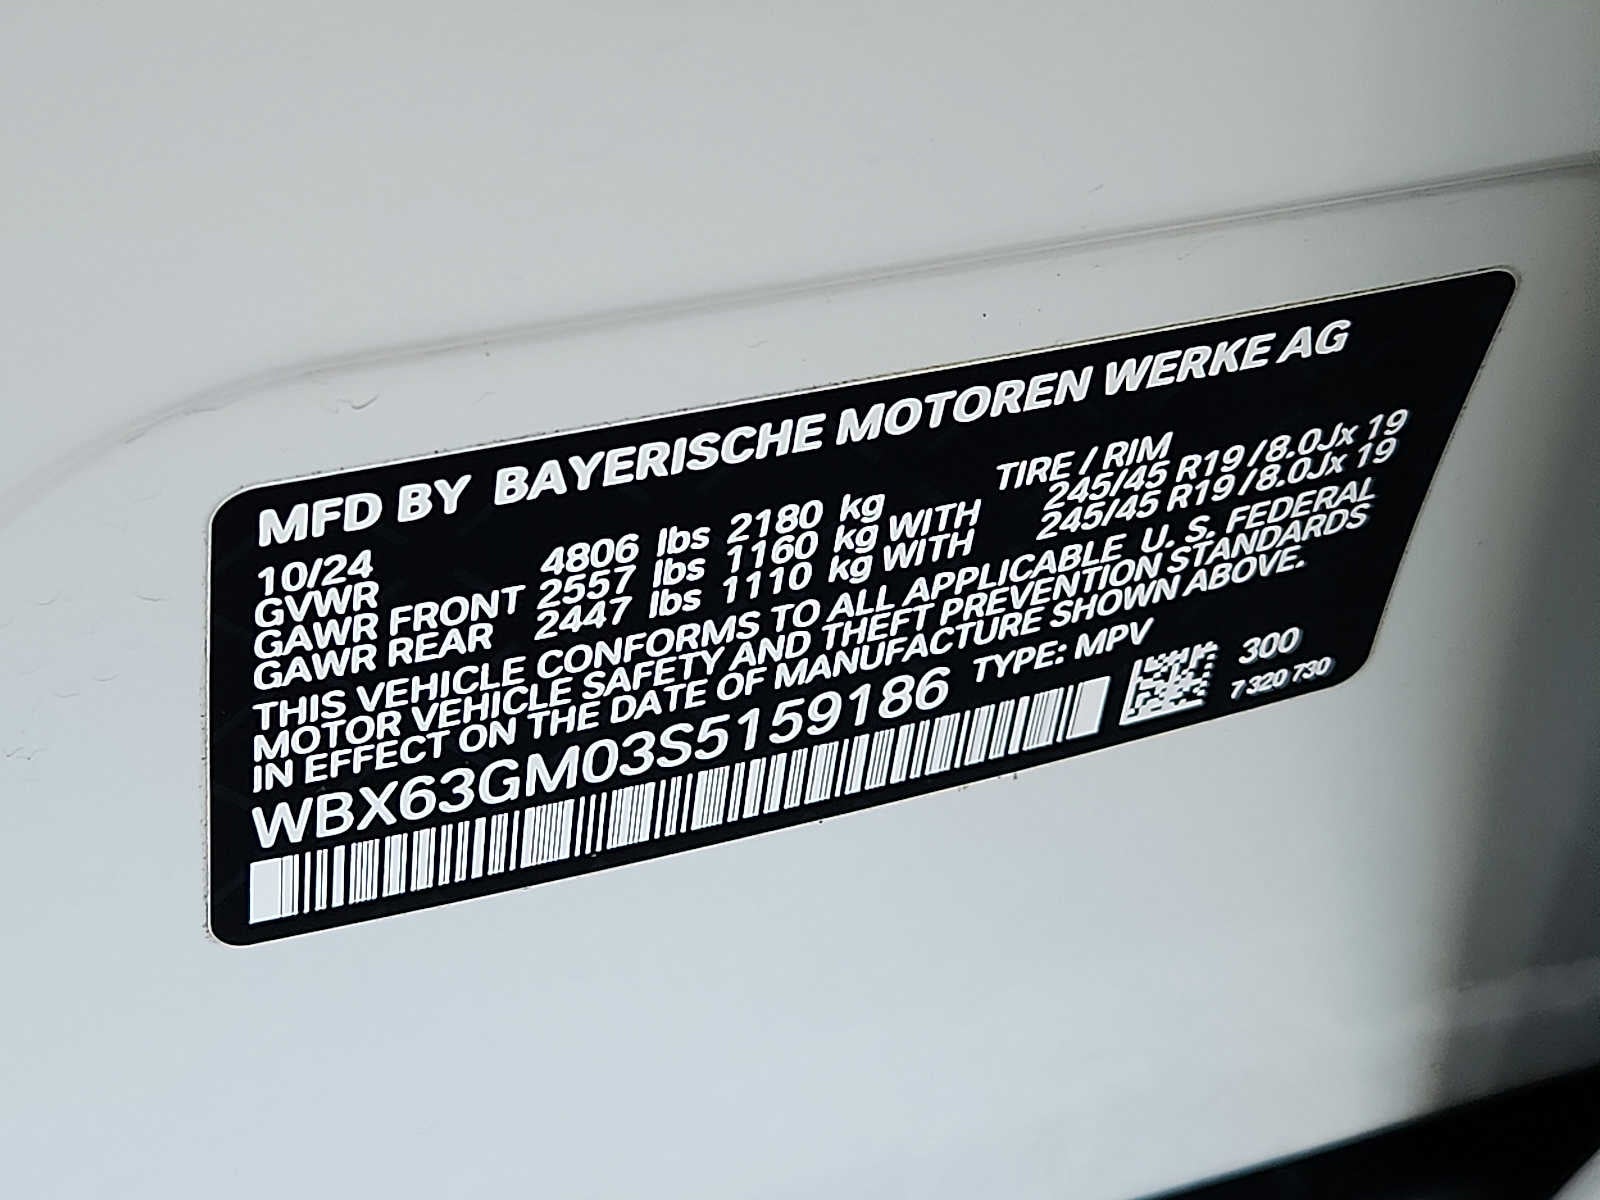 MFD BY BAYERISCHE MOTOREN WERKE AG
10/24 TIRE / RIM
GVWR 4806 lbs 2180 kg
GAWR FRONT 2557 lbs 1160 kg WITH 245/45 R19 /8.0Jx 19
GAWR REAR 2447 lbs 1110 kg WITH 245/45 R19 /8.0Jx 19
THIS VEHICLE CONFORMS TO ALL APPLICABLE U. S. FEDERAL
MOTOR VEHICLE SAFETY AND THEFT PREVENTION STANDARDS
IN EFFECT ON THE DATE OF MANUFACTURE SHOWN ABOVE.
WBX63GM03S5159186 TYPE: MPV
300
7 320 730